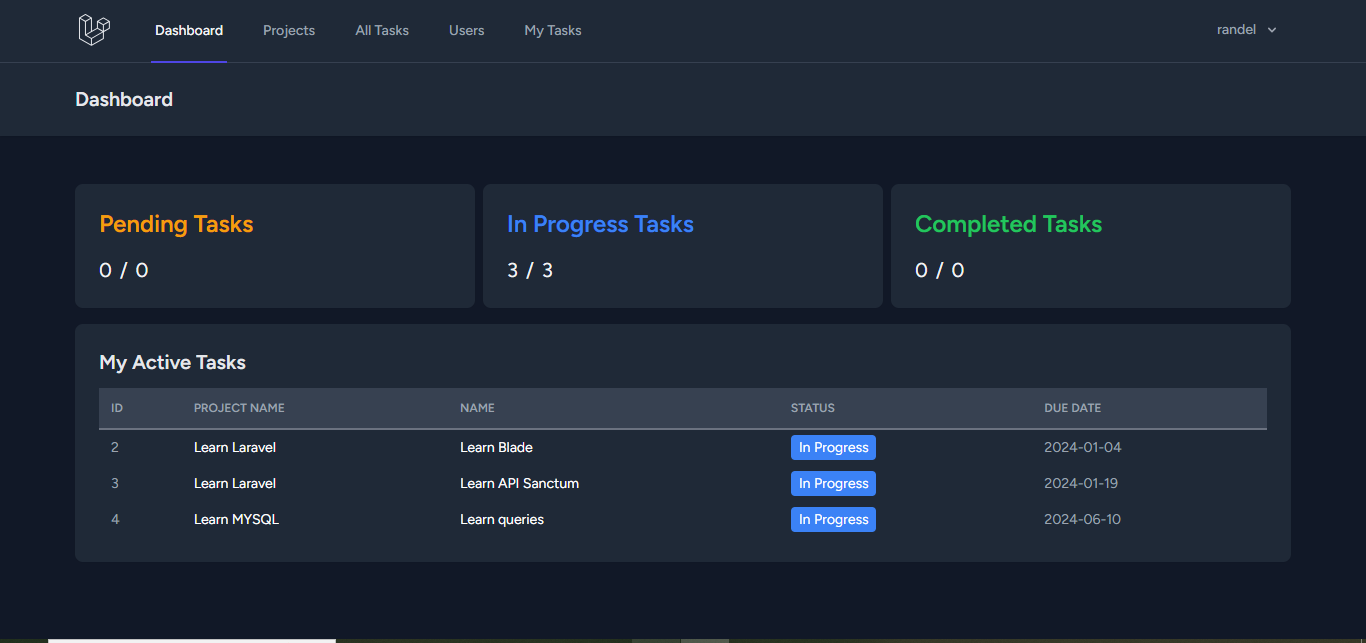 Dashboard Projects All Tasks Users My Tasks randel
Dashboard
Pending Tasks In Progress Tasks Completed Tasks
0 / 0 3 / 3 0 / 0
My Active Tasks
ID PROJECT NAME NAME STATUS DUE DATE
2 Learn Laravel Learn Blade In Progress 2024-01-04
3 Learn Laravel Learn API Sanctum In Progress 2024-01-19
4 Learn MYSQL Learn queries In Progress 2024-06-10